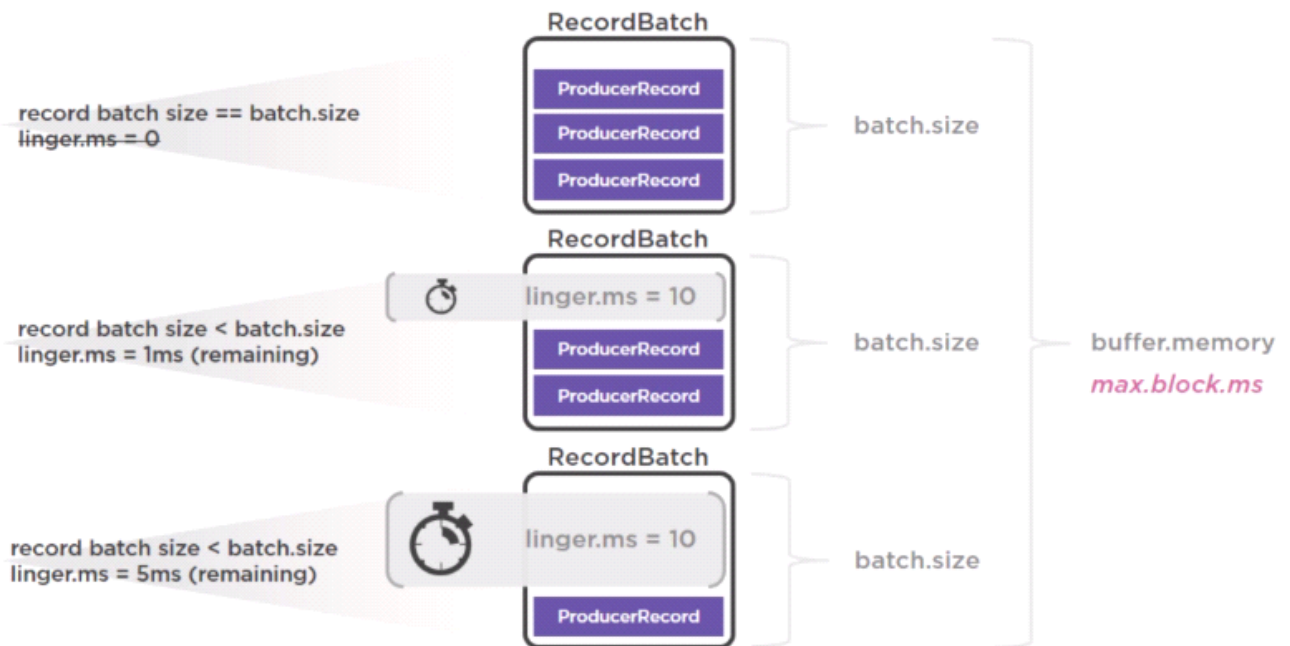 RecordBatch
ProducerRecord
ProducerRecord
ProducerRecord
record batch size == batch.size
linger.ms = 0
batch.size
RecordBatch
linger.ms = 10
ProducerRecord
ProducerRecord
record batch size < batch.size
linger.ms = 1ms (remaining)
batch.size
buffer.memory
max.block.ms
RecordBatch
linger.ms = 10
ProducerRecord
record batch size < batch.size
linger.ms = 5ms (remaining)
batch.size